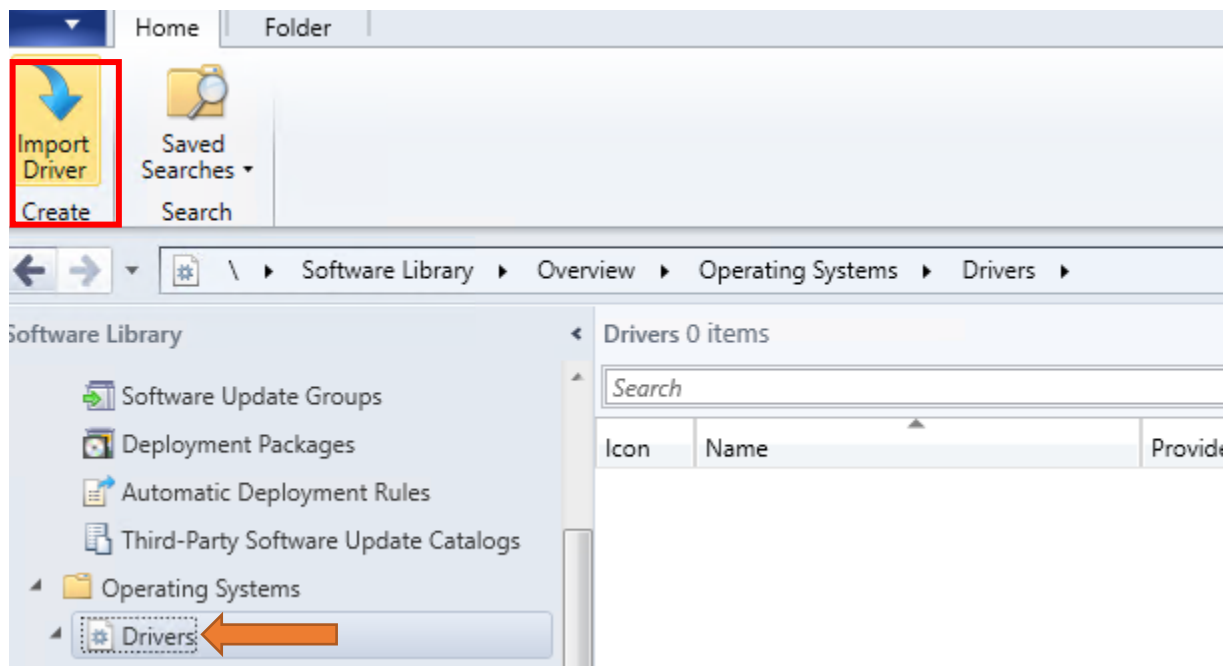 Home Folder
Import Saved
Driver Searches
Create Search
\ Software Library Overview Operating Systems Drivers
Software Library Drivers 0 items
Search
Icon Name Provide
Software Update Groups
Deployment Packages
Automatic Deployment Rules
Third-Party Software Update Catalogs
Operating Systems
Drivers